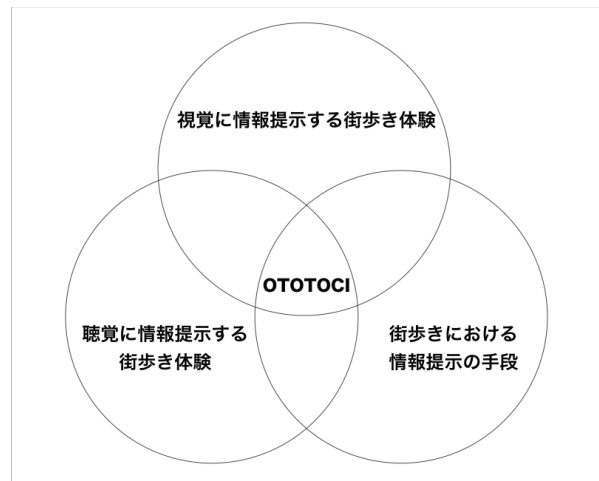 視覚に情報提示する街歩き体験
OTOTOCI
聴覚に情報提示する
街歩き体験
街歩きにおける
情報提示の手段